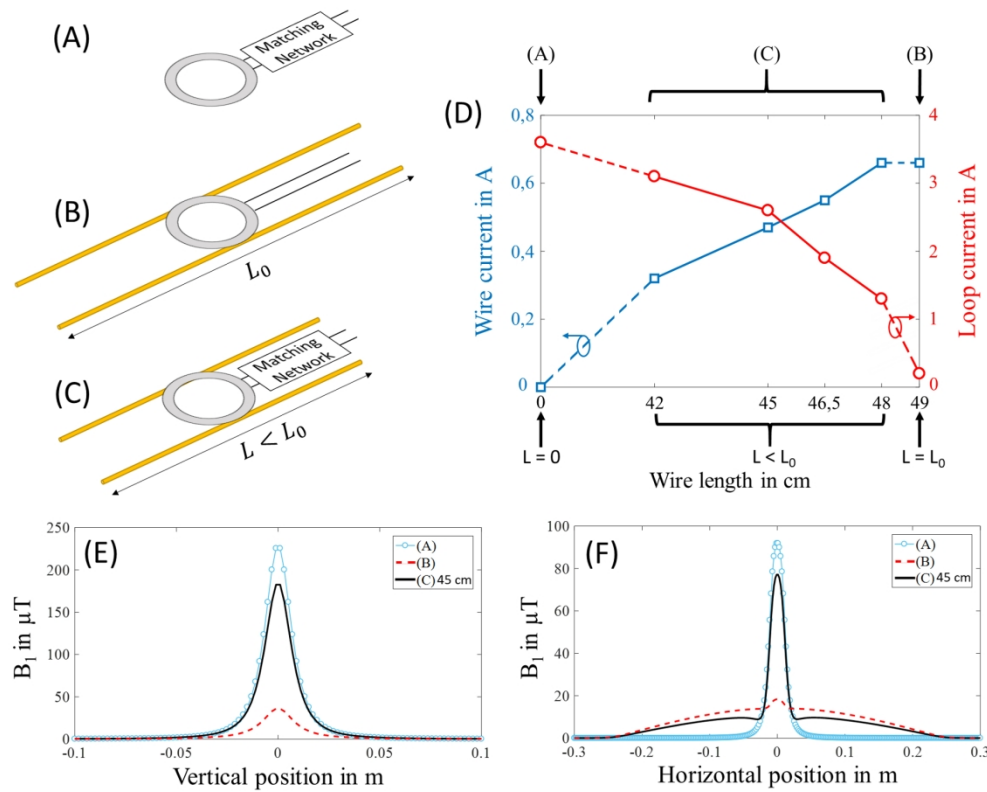 (A)
Matching
Network
(B)
L₀
(C)
Matching
Network
L < L₀
(D)
(A)
(C)
(B)
Wire current in A
0,8
0,6
0,4
0,2
0
Loop current in A
4
3
2
1
0
0
42
45
46,5
48
49
L = 0
L < L₀
L = L₀
Wire length in cm
(E)
B₁ in µT
250
200
150
100
50
0
-0.1
-0.05
0
0.05
0.1
Vertical position in m
(A)
(B)
(C) 45 cm
(F)
B₁ in µT
100
80
60
40
20
0
-0.3
-0.2
-0.1
0
0.1
0.2
0.3
Horizontal position in m
(A)
(B)
(C) 45 cm